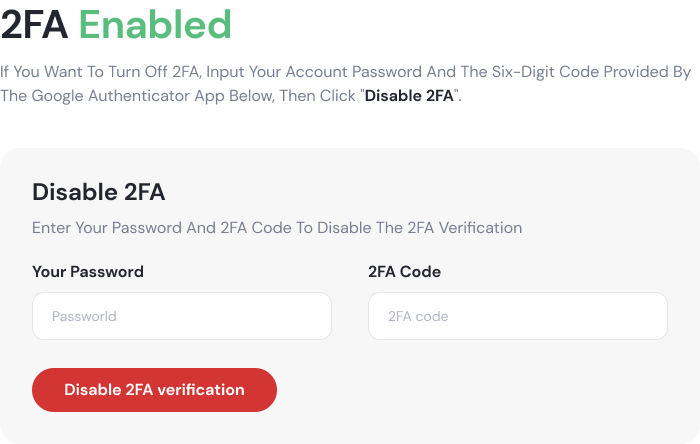 2FA Enabled
If You Want To Turn Off 2FA, Input Your Account Password And The Six-Digit Code Provided By
The Google Authenticator App Below, Then Click "Disable 2FA".
Disable 2FA
Enter Your Password And 2FA Code To Disable The 2FA Verification
Your Password
2FA Code
Passworld
2FA code
Disable 2FA verification